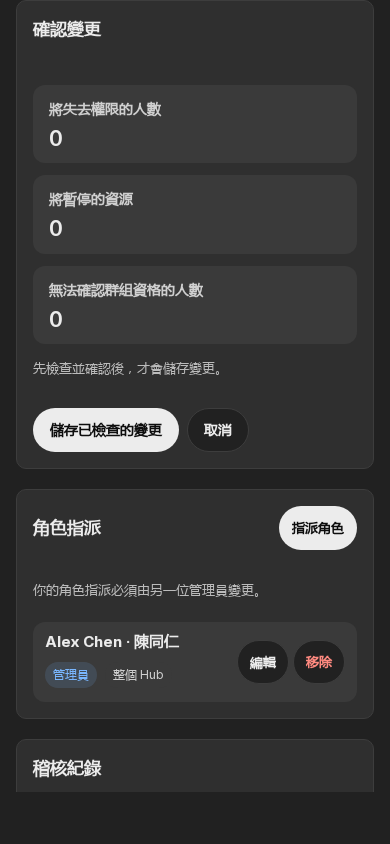 確認變更
將失去權限的人數
0
將暫停的資源
0
無法確認群組資格的人數
0
先檢查並確認後，才會儲存變更。
儲存已檢查的變更
取消
角色指派
指派角色
你的角色指派必須由另一位管理員變更。
Alex Chen · 陳同仁
管理員
整個 Hub
編輯
移除
稽核紀錄